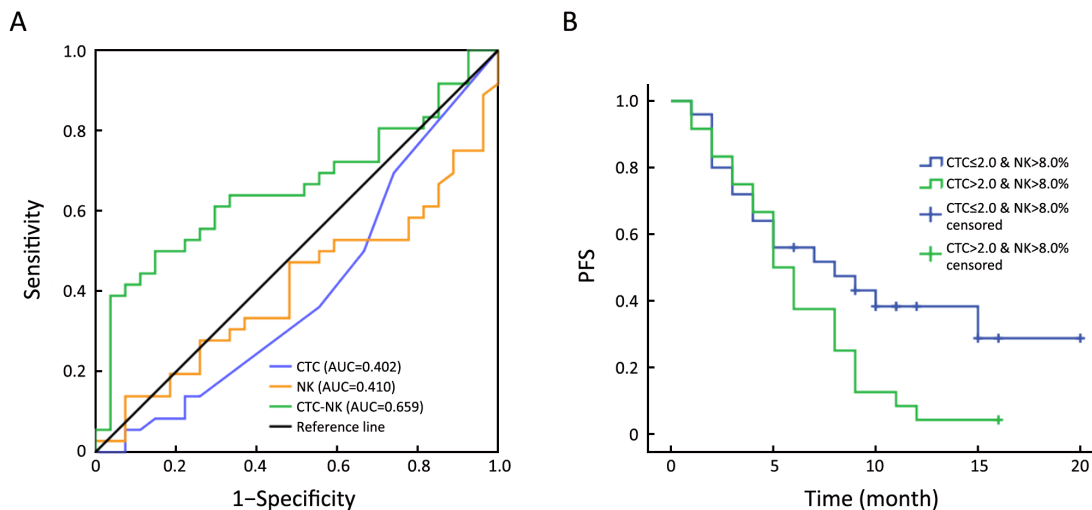 A
1.0
0.8
0.6
0.4
0.2
0
Sensitivity
CTC (AUC=0.402)
NK (AUC=0.410)
CTC-NK (AUC=0.659)
Reference line
0
0.2
0.4
0.6
0.8
1.0
1−Specificity
B
1.0
0.8
0.6
0.4
0.2
0
PFS
CTC≤2.0 & NK>8.0%
CTC>2.0 & NK>8.0%
CTC≤2.0 & NK>8.0%
censored
CTC>2.0 & NK>8.0%
censored
0
5
10
15
20
Time (month)